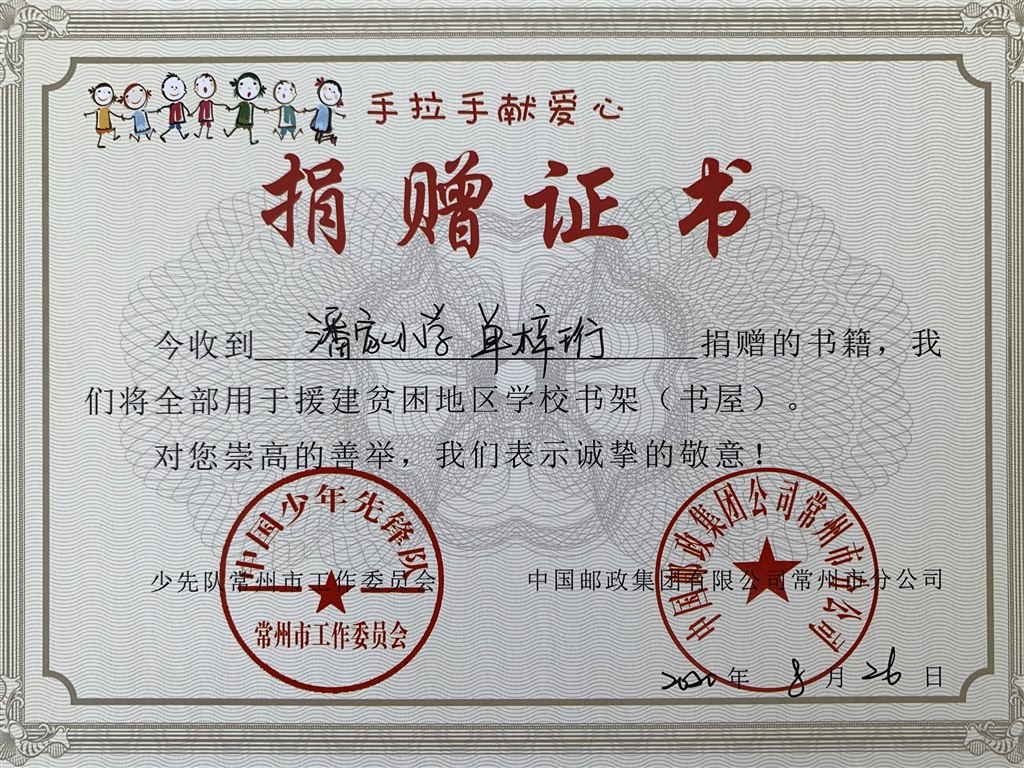 手拉手献爱心
捐赠证书
今收到 潘家小学 单梓珩 捐赠的书籍，我
们将全部用于援建贫困地区学校书架（书屋）。
对您崇高的善举，我们表示诚挚的敬意！
中国少年先锋队
常州市工作委员会
中国邮政集团公司常州市分公司
少先队常州市工作委员会
中国邮政集团有限公司常州市分公司
2020 年 8 月 26 日